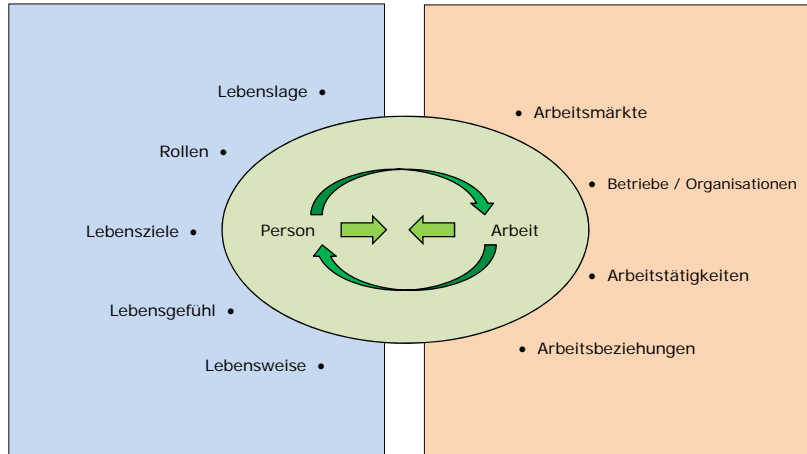 Lebenslage
Rollen
Lebensziele
Lebensgefühl
Lebensweise
Person
Arbeit
Arbeitsmärkte
Betriebe / Organisationen
Arbeitstätigkeiten
Arbeitsbeziehungen